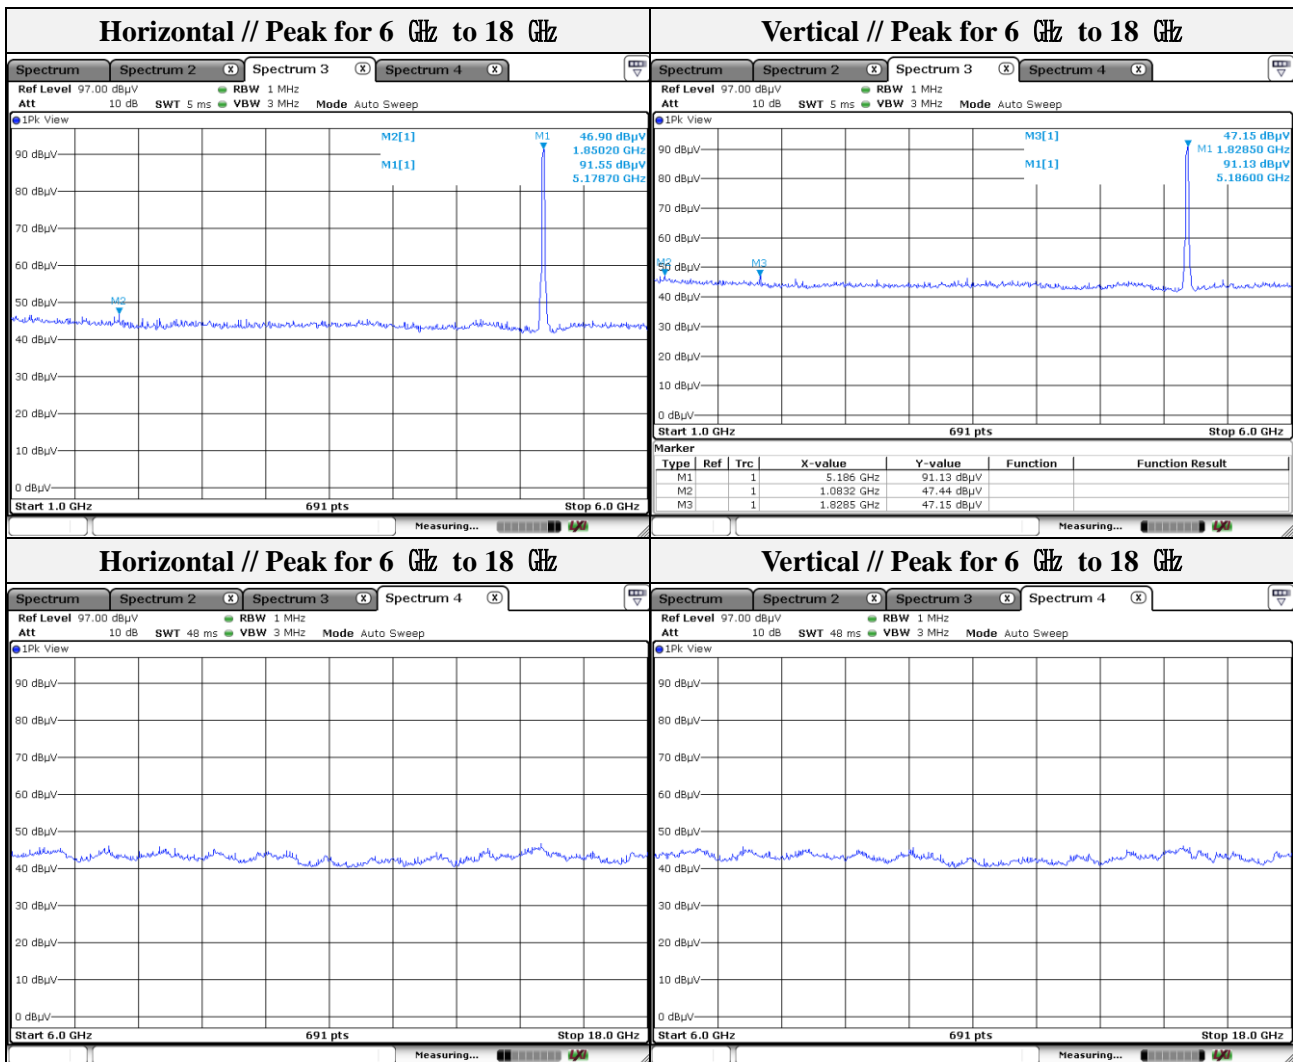 Horizontal // Peak for 6 ㎓ to 18 ㎓
Spectrum Spectrum 2 X Spectrum 3 X Spectrum 4 X
Ref Level 97.00 dBµV RBW 1 MHz
Att 10 dB SWT 5 ms VBW 3 MHz Mode Auto Sweep
1Pk View
M2[1] 46.90 dBµV
1.85020 GHz
M1[1] 91.55 dBµV
5.17870 GHz
M1
M2
90 dBµV
80 dBµV
70 dBµV
60 dBµV
50 dBµV
40 dBµV
30 dBµV
20 dBµV
10 dBµV
0 dBµV
Start 1.0 GHz 691 pts Stop 6.0 GHz
Measuring...
Vertical // Peak for 6 ㎓ to 18 ㎓
Spectrum Spectrum 2 X Spectrum 3 X Spectrum 4 X
Ref Level 97.00 dBµV RBW 1 MHz
Att 10 dB SWT 5 ms VBW 3 MHz Mode Auto Sweep
1Pk View
M3[1] 47.15 dBµV
M1 1.82850 GHz
M1[1] 91.13 dBµV
5.18600 GHz
M2
M3
90 dBµV
80 dBµV
70 dBµV
60 dBµV
50 dBµV
40 dBµV
30 dBµV
20 dBµV
10 dBµV
0 dBµV
Start 1.0 GHz 691 pts Stop 6.0 GHz
Marker
Type Ref Trc X-value Y-value Function Function Result
M1 1 5.186 GHz 91.13 dBµV
M2 1 1.0832 GHz 47.44 dBµV
M3 1 1.8285 GHz 47.15 dBµV
Measuring...
Horizontal // Peak for 6 ㎓ to 18 ㎓
Spectrum Spectrum 2 X Spectrum 3 X Spectrum 4 X
Ref Level 97.00 dBµV RBW 1 MHz
Att 10 dB SWT 48 ms VBW 3 MHz Mode Auto Sweep
1Pk View
90 dBµV
80 dBµV
70 dBµV
60 dBµV
50 dBµV
40 dBµV
30 dBµV
20 dBµV
10 dBµV
0 dBµV
Start 6.0 GHz 691 pts Stop 18.0 GHz
Measuring...
Vertical // Peak for 6 ㎓ to 18 ㎓
Spectrum Spectrum 2 X Spectrum 3 X Spectrum 4 X
Ref Level 97.00 dBµV RBW 1 MHz
Att 10 dB SWT 48 ms VBW 3 MHz Mode Auto Sweep
1Pk View
90 dBµV
80 dBµV
70 dBµV
60 dBµV
50 dBµV
40 dBµV
30 dBµV
20 dBµV
10 dBµV
0 dBµV
Start 6.0 GHz 691 pts Stop 18.0 GHz
Measuring...